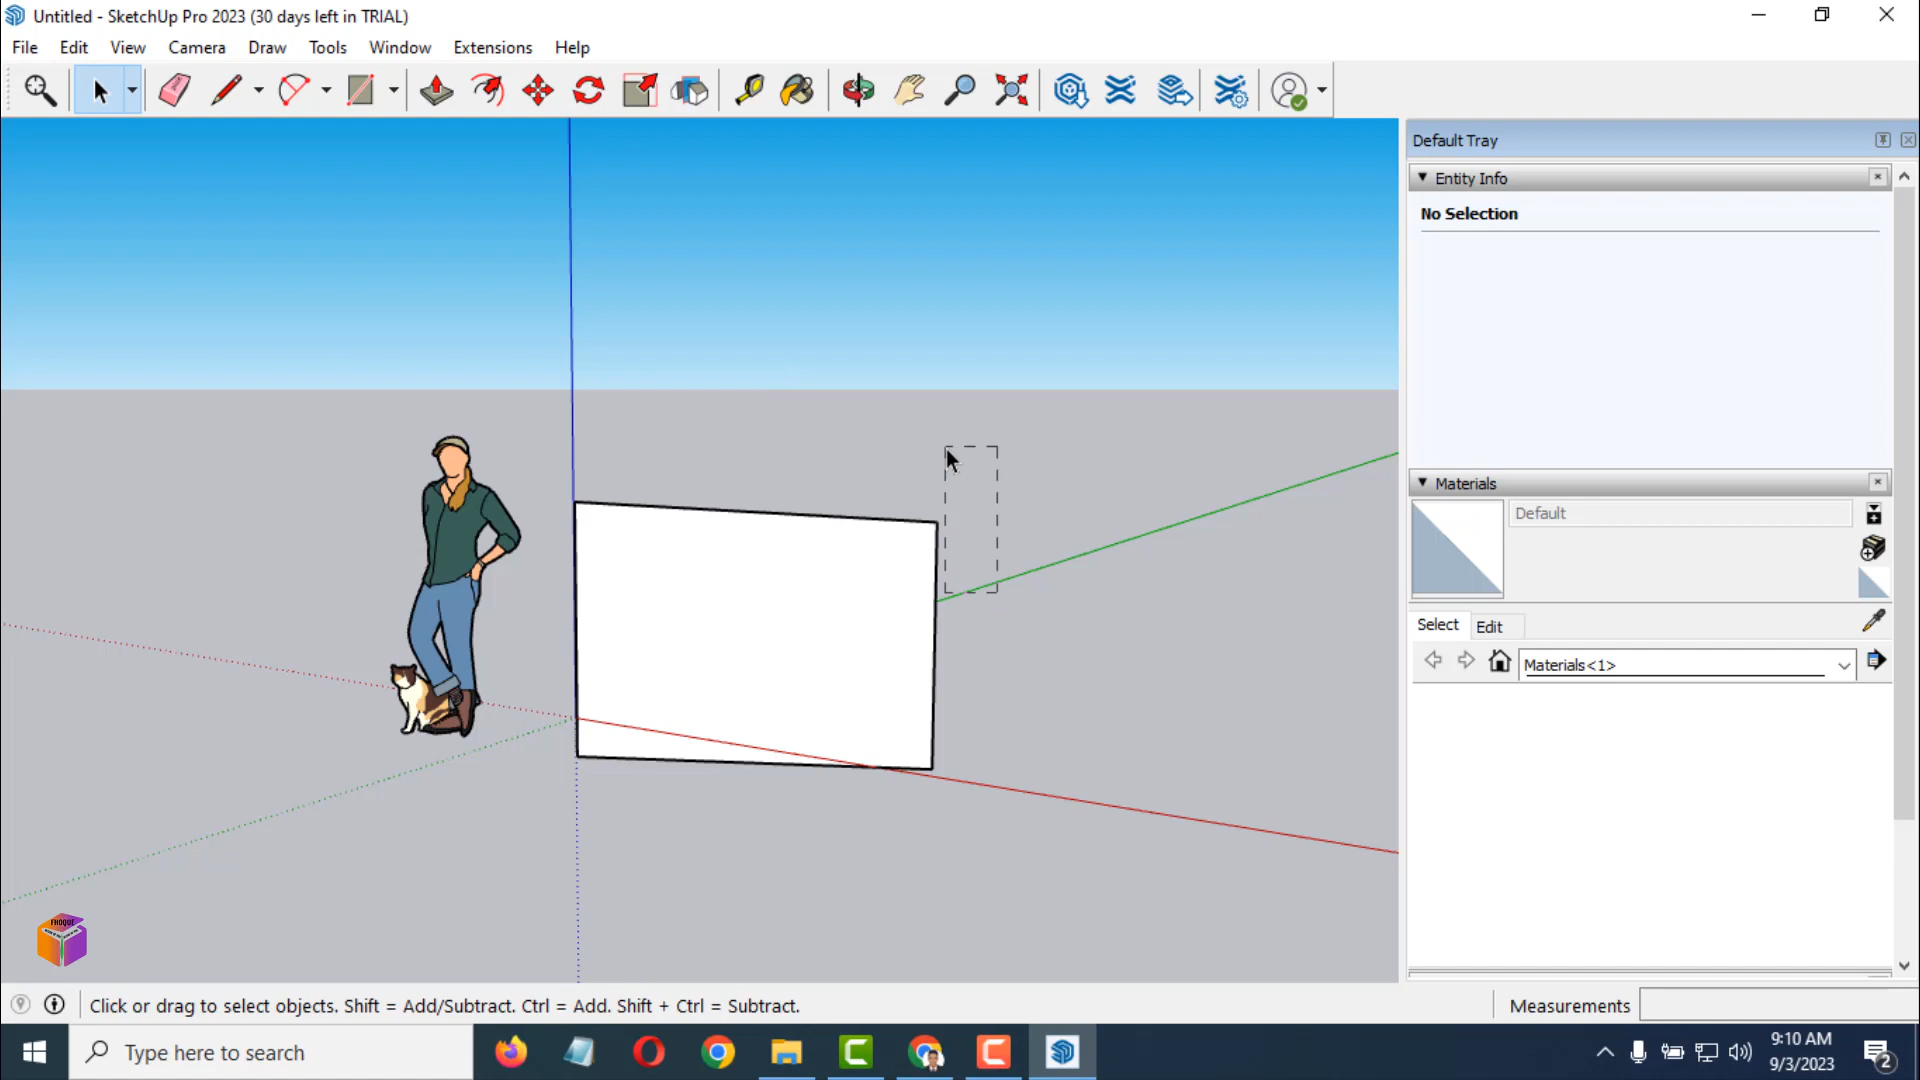 Untitled - SketchUp Pro 2023 (30 days left in TRIAL)
File Edit View Camera Draw Tools Window Extensions Help
Default Tray
Entity Info
No Selection
Materials
Default
Select Edit
Materials<1>
FHOQUE
Click or drag to select objects. Shift = Add/Subtract. Ctrl = Add. Shift + Ctrl = Subtract.
Measurements
Type here to search
9:10 AM
9/3/2023
2